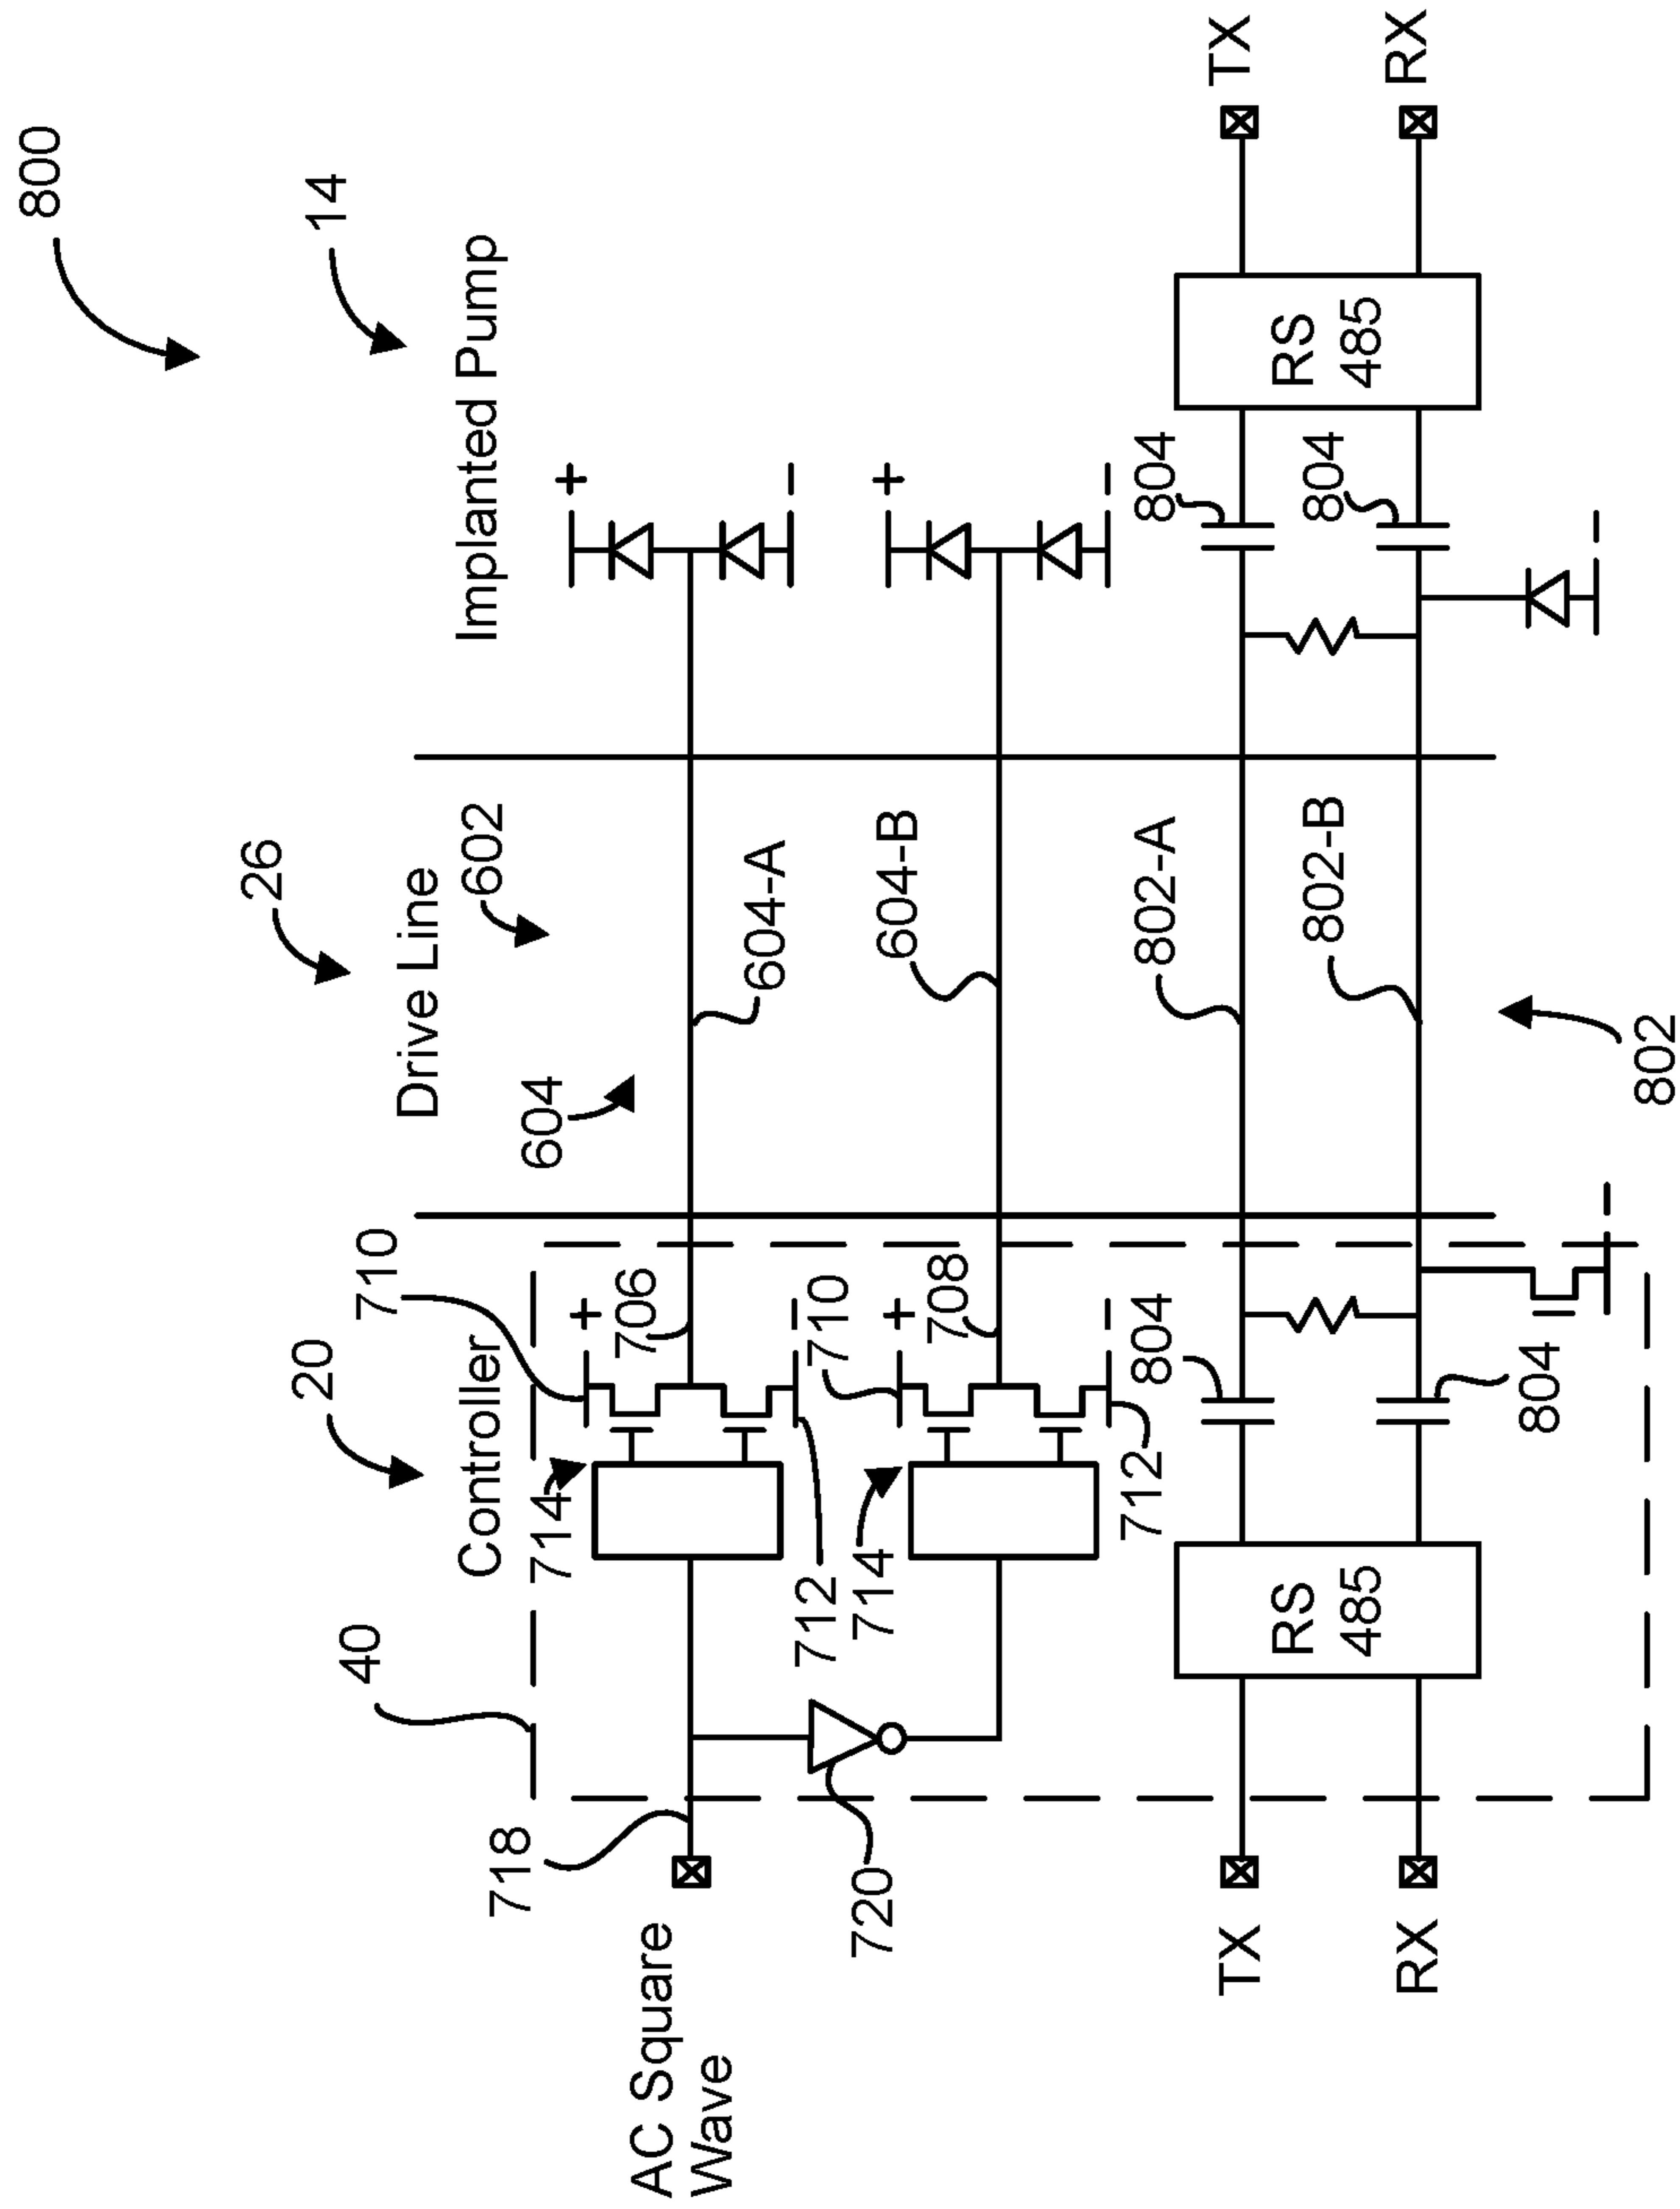 800
14
Implanted Pump
26
Drive Line
602
604
20
Controller
710
40
+
+
706
604-A
714
–
–
712
710
+
+
708
604-B
714
–
–
712
718
AC Square
Wave
720
804
802-A
804
TX
RS
485
RS
485
TX
804
802-B
804
RX
RX
–
–
802